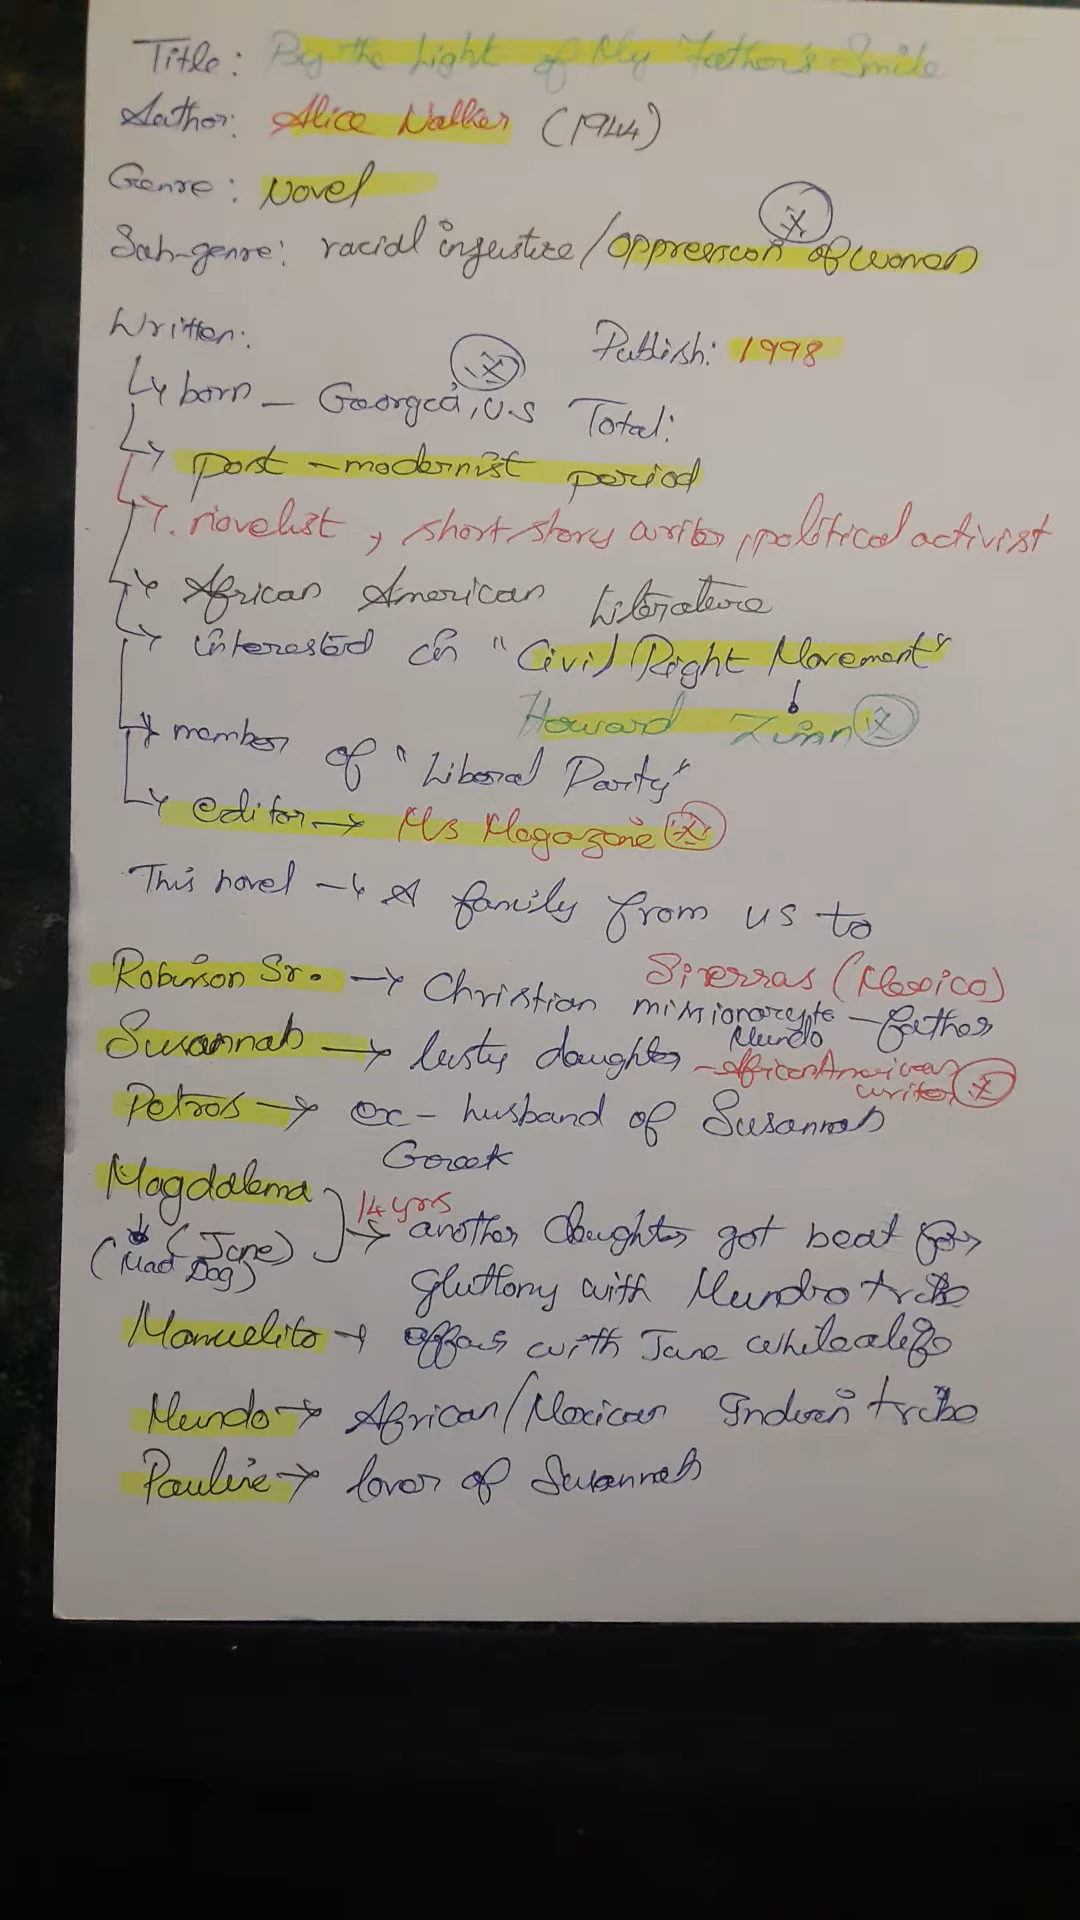 Title: By the Light of My Father's Smile
Author: Alice Walker (1944)
Genre: Novel
Sub-genre: racial injustice/oppression of women
Written: Publish: 1998
born - Georgia, U.S Total:
post-modernist period
novelist, short story writer, political activist
African American Literature
interested in "Civil Right Movement"
Howard Zinn
member of "Liberal Party"
editor → Ms Magazine
This novel → A family from US to
Sierras (Mexico)
Robinson Sr. → Christian missionary to - father
Mundo
Susannah → lusty daughter - African American
writer
Petros → ex-husband of Susannah
Greek
Magdalena
(Jane) 14 yrs → another daughter got beat for
(Mad Dog)
gluttony with Mundo tribe
Manuelito → affair with Jane whole life
Mundo → African/Mexican Indian tribe
Pauline → lover of Susannah